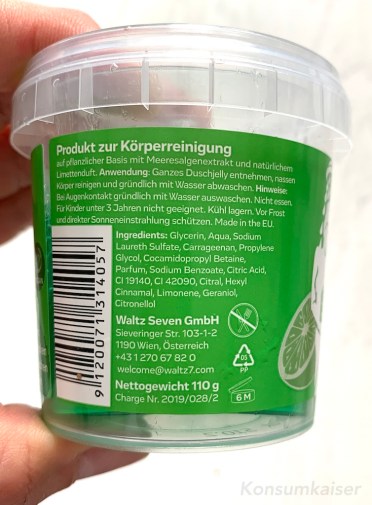 Produkt zur Körperreinigung
auf pflanzlicher Basis mit Meeresalgenextrakt und natürlichem
Limettenduft. Anwendung: Ganzes Duschjelly entnehmen, nassen
Körper reinigen und gründlich mit Wasser abwaschen. Hinweise:
Bei Augenkontakt gründlich mit Wasser auswaschen. Nicht essen.
Für Kinder unter 3 Jahren nicht geeignet. Kühl lagern. Vor Frost
und direkter Sonneneinstrahlung schützen. Made in the EU.
Ingredients: Glycerin, Aqua, Sodium
Laureth Sulfate, Carrageenan, Propylene
Glycol, Cocamidopropyl Betaine,
Parfum, Sodium Benzoate, Citric Acid,
CI 19140, CI 42090, Citral, Hexyl
Cinnamal, Limonene, Geraniol,
Citronellol
Waltz Seven GmbH
Sieveringer Str. 103-1-2
1190 Wien, Österreich
+43 1 270 67 82 0
welcome@waltz7.com
Nettogewicht 110 g
Charge Nr. 2019/028/2
9 120071 314057
05
PP
6 M
Konsumkaiser